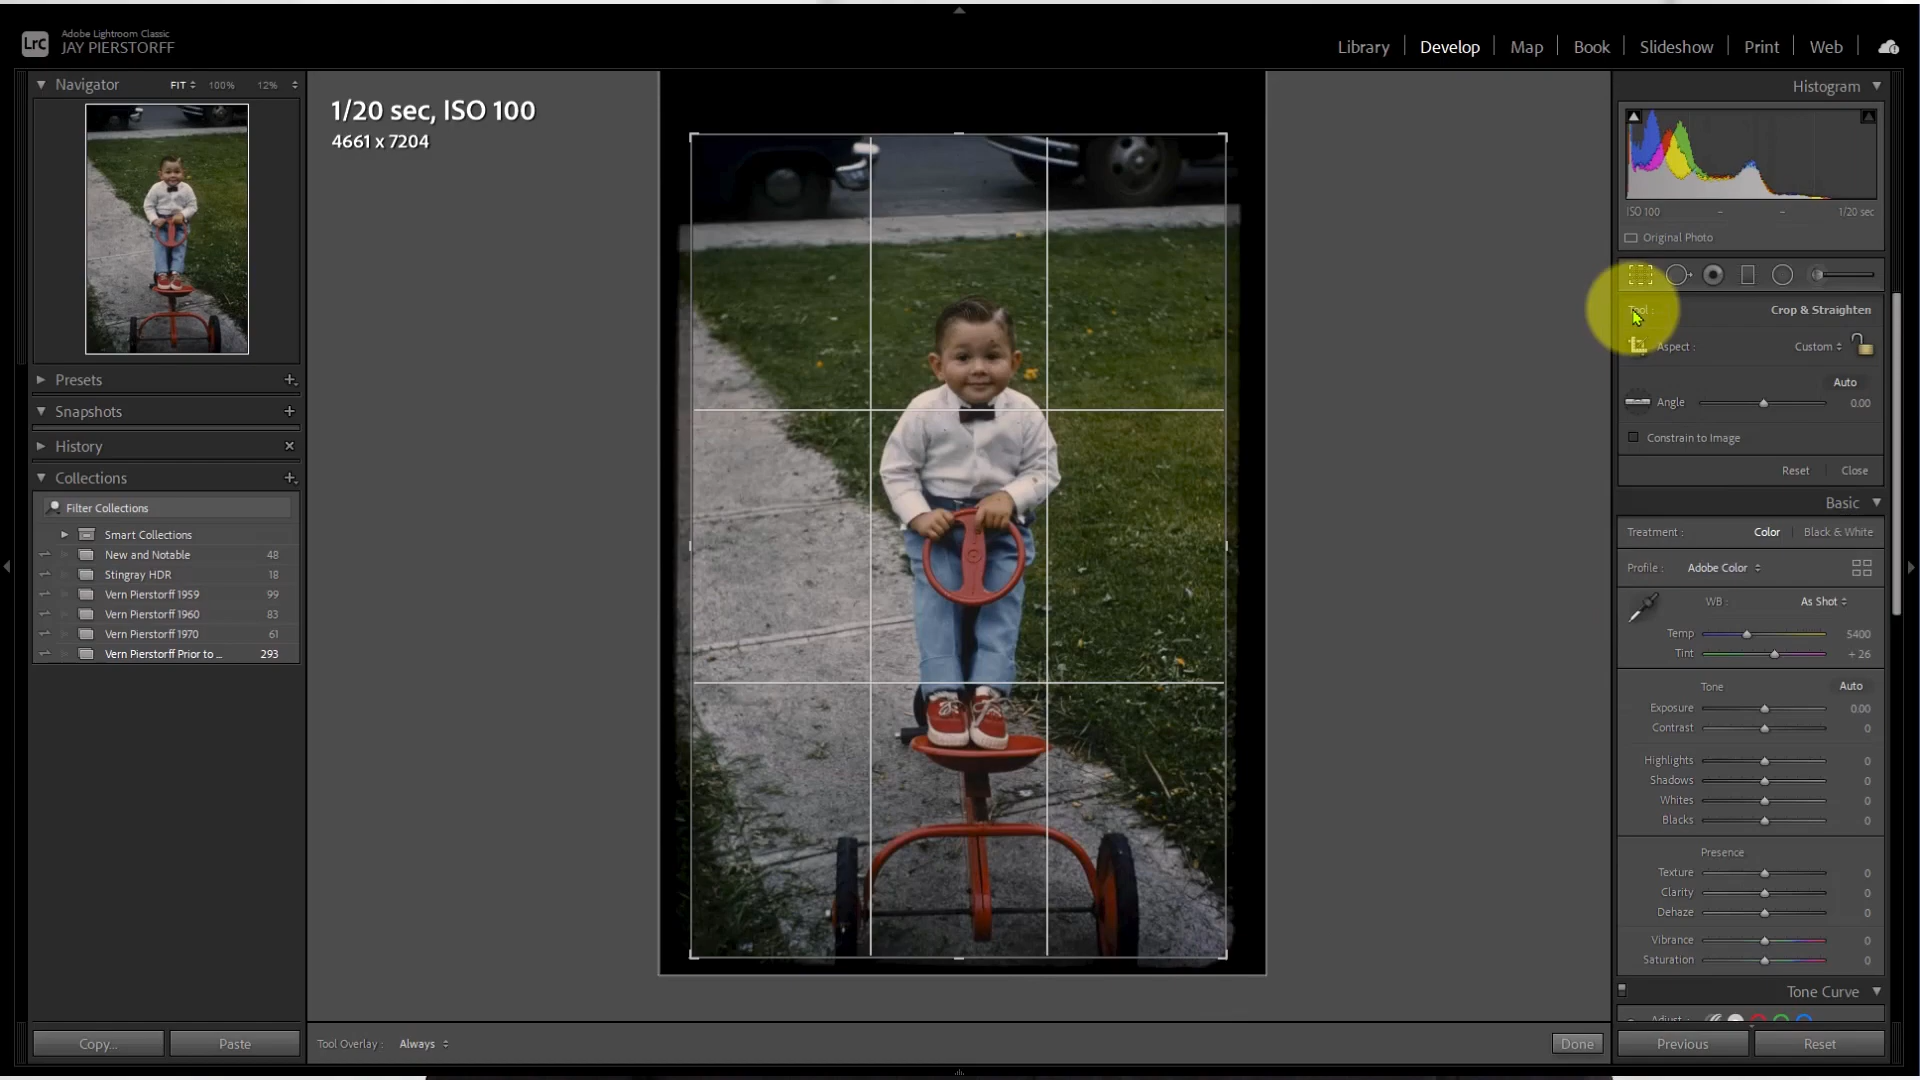 Adobe Lightroom Classic
LrC
JAY PIERSTORFF
Library
Develop
Map
Book
Slideshow
Print
Web
Navigator
FIT
100%
12%
Presets
Snapshots
History
Collections
Filter Collections
Smart Collections
New and Notable 48
Stingray HDR 18
Vern Pierstorff 1959 99
Vern Pierstorff 1960 83
Vern Pierstorff 1970 61
Vern Pierstorff Prior to ... 293
Copy...
Paste
1/20 sec, ISO 100
4661 x 7204
Tool Overlay : Always
Done
Histogram
ISO 100 – – 1/20 sec
Original Photo
Tool : Crop & Straighten
Aspect : Custom
Auto
Angle 0.00
Constrain to Image
Reset Close
Basic
Treatment : Color Black & White
Profile : Adobe Color
WB : As Shot
Temp 5400
Tint + 26
Tone Auto
Exposure 0.00
Contrast 0
Highlights 0
Shadows 0
Whites 0
Blacks 0
Presence
Texture 0
Clarity 0
Dehaze 0
Vibrance 0
Saturation 0
Tone Curve
Adjust :
Previous
Reset